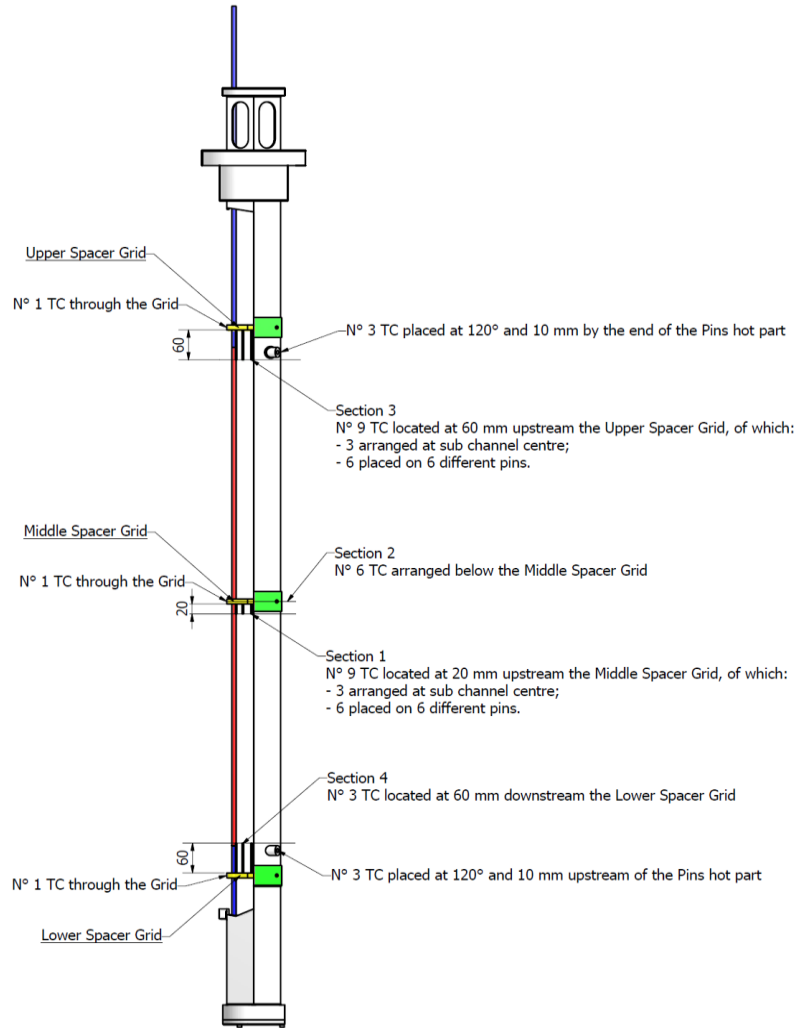 Upper Spacer Grid
N° 1 TC through the Grid
60
N° 3 TC placed at 120° and 10 mm by the end of the Pins hot part
Section 3
N° 9 TC located at 60 mm upstream the Upper Spacer Grid, of which:
- 3 arranged at sub channel centre;
- 6 placed on 6 different pins.
Middle Spacer Grid
N° 1 TC through the Grid
20
Section 2
N° 6 TC arranged below the Middle Spacer Grid
Section 1
N° 9 TC located at 20 mm upstream the Middle Spacer Grid, of which:
- 3 arranged at sub channel centre;
- 6 placed on 6 different pins.
Section 4
N° 3 TC located at 60 mm downstream the Lower Spacer Grid
60
N° 1 TC through the Grid
N° 3 TC placed at 120° and 10 mm upstream of the Pins hot part
Lower Spacer Grid